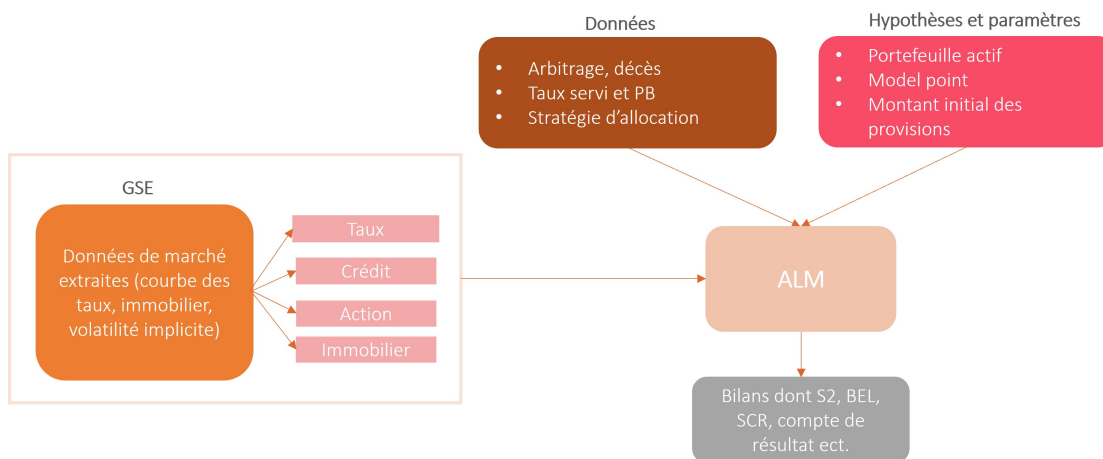 Données
Arbitrage, décès
Taux servi et PB
Stratégie d'allocation
Hypothèses et paramètres
Portefeuille actif
Model point
Montant initial des
provisions
GSE
Données de marché
extraites (courbe des
taux, immobilier,
volatilité implicite)
Taux
Crédit
Action
Immobilier
ALM
Bilans dont S2, BEL,
SCR, compte de
résultat ect.